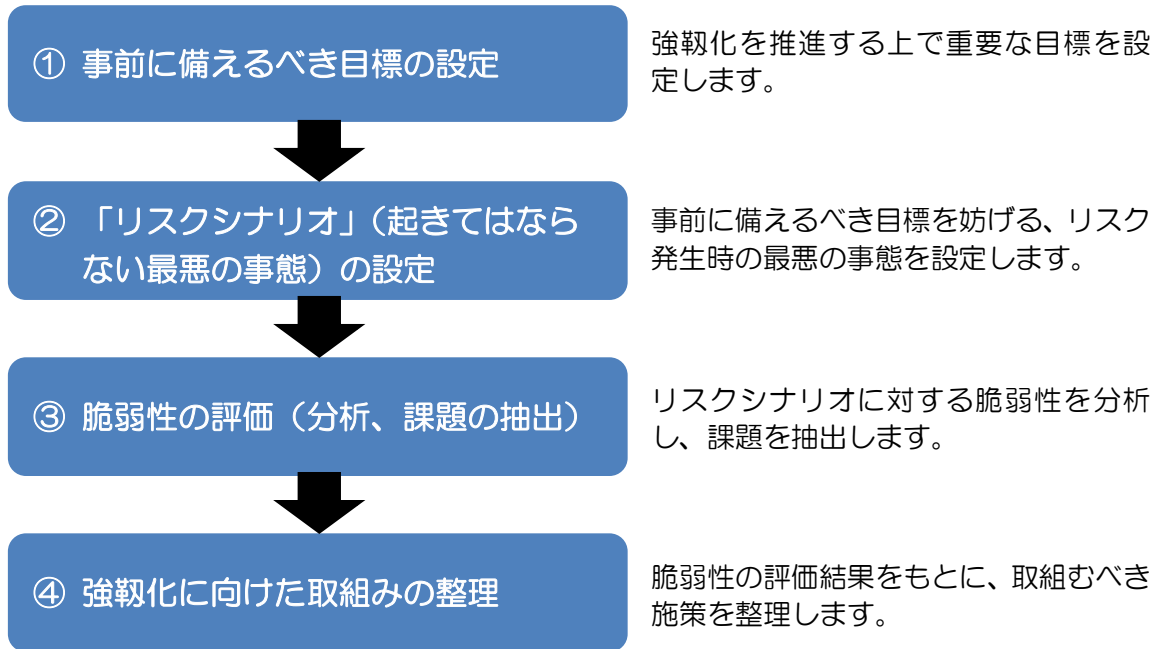 ① 事前に備えるべき目標の設定
強靱化を推進する上で重要な目標を設
定します。
② 「リスクシナリオ」（起きてはなら
ない最悪の事態）の設定
事前に備えるべき目標を妨げる、リスク
発生時の最悪の事態を設定します。
③ 脆弱性の評価（分析、課題の抽出）
リスクシナリオに対する脆弱性を分析
し、課題を抽出します。
④ 強靱化に向けた取組みの整理
脆弱性の評価結果をもとに、取組むべき
施策を整理します。